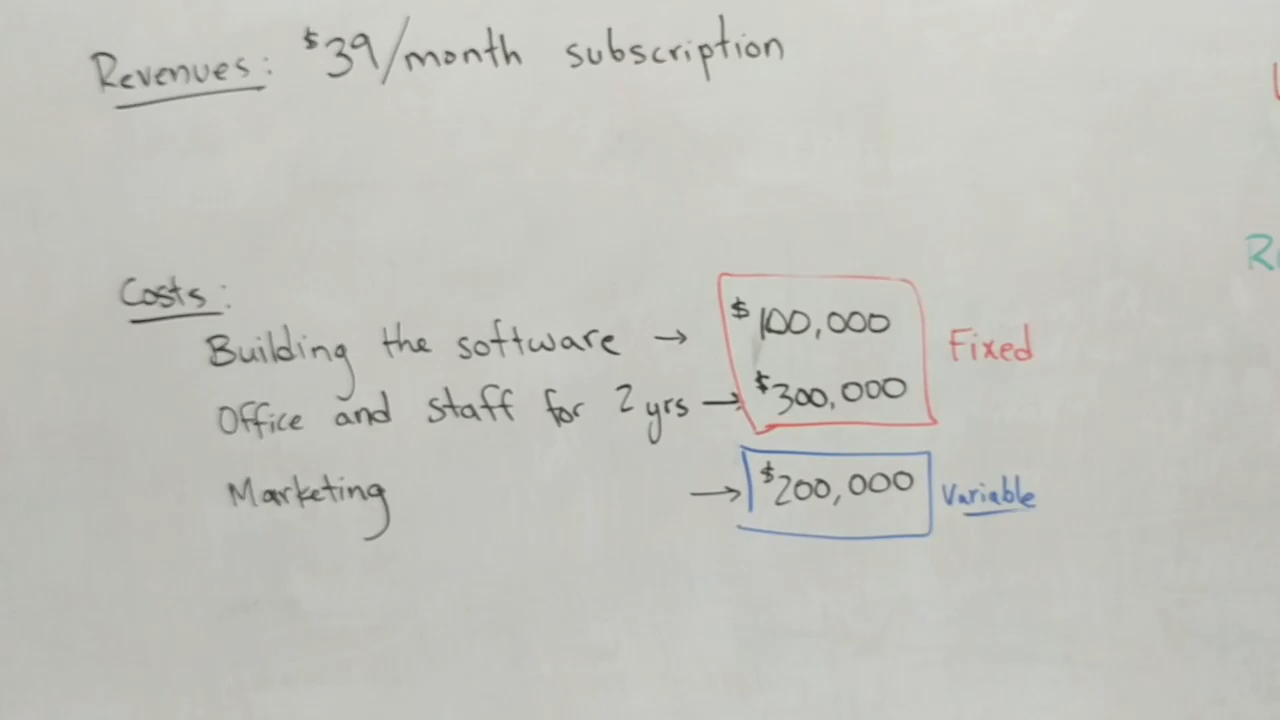 Revenues: $39/month subscription
Costs:
Building the software → $100,000
Fixed
Office and staff for 2 yrs → $300,000
Marketing → $200,000 Variable